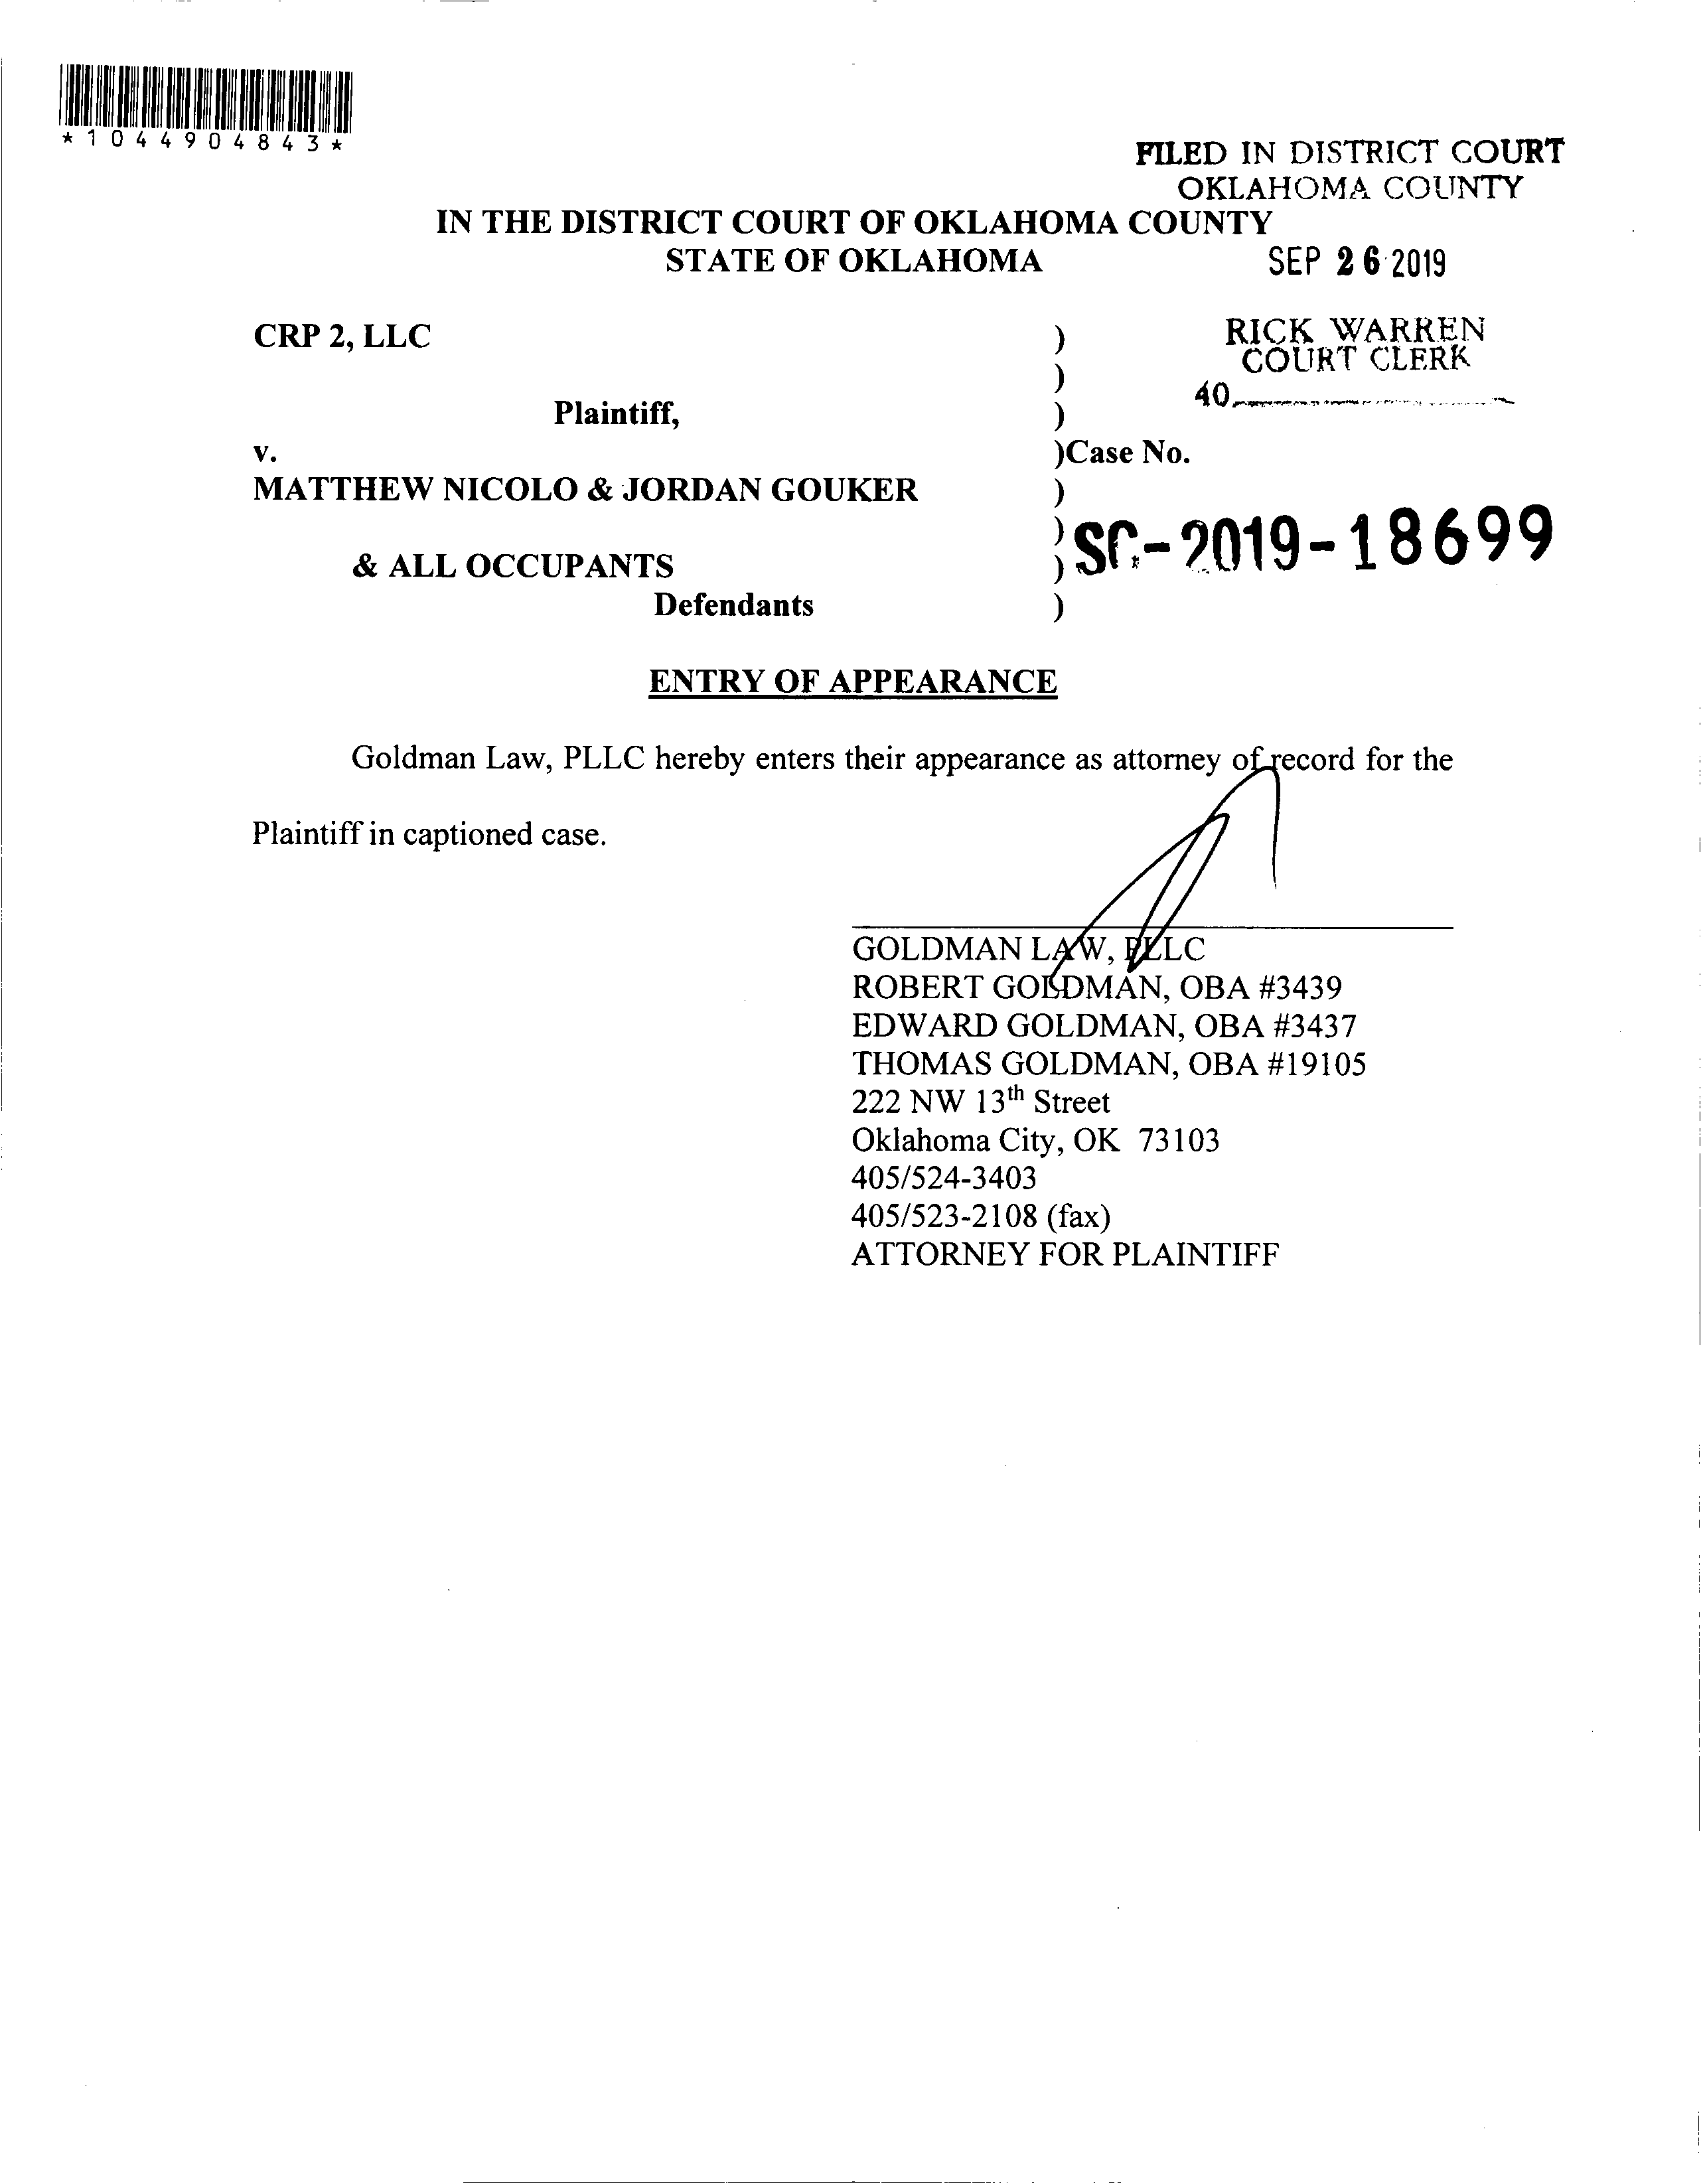 *1044904843*
FILED IN DISTRICT COURT
OKLAHOMA COUNTY
IN THE DISTRICT COURT OF OKLAHOMA COUNTY
STATE OF OKLAHOMA
SEP 26 2019
CRP 2, LLC )
RICK WARREN
COURT CLERK
)
40
Plaintiff, )
v. )Case No.
MATTHEW NICOLO & JORDAN GOUKER )
)
SC-2019-18699
& ALL OCCUPANTS )
Defendants )
ENTRY OF APPEARANCE
Goldman Law, PLLC hereby enters their appearance as attorney of record for the
Plaintiff in captioned case.
GOLDMAN LAW, PLLC
ROBERT GOLDMAN, OBA #3439
EDWARD GOLDMAN, OBA #3437
THOMAS GOLDMAN, OBA #19105
222 NW 13th Street
Oklahoma City, OK 73103
405/524-3403
405/523-2108 (fax)
ATTORNEY FOR PLAINTIFF